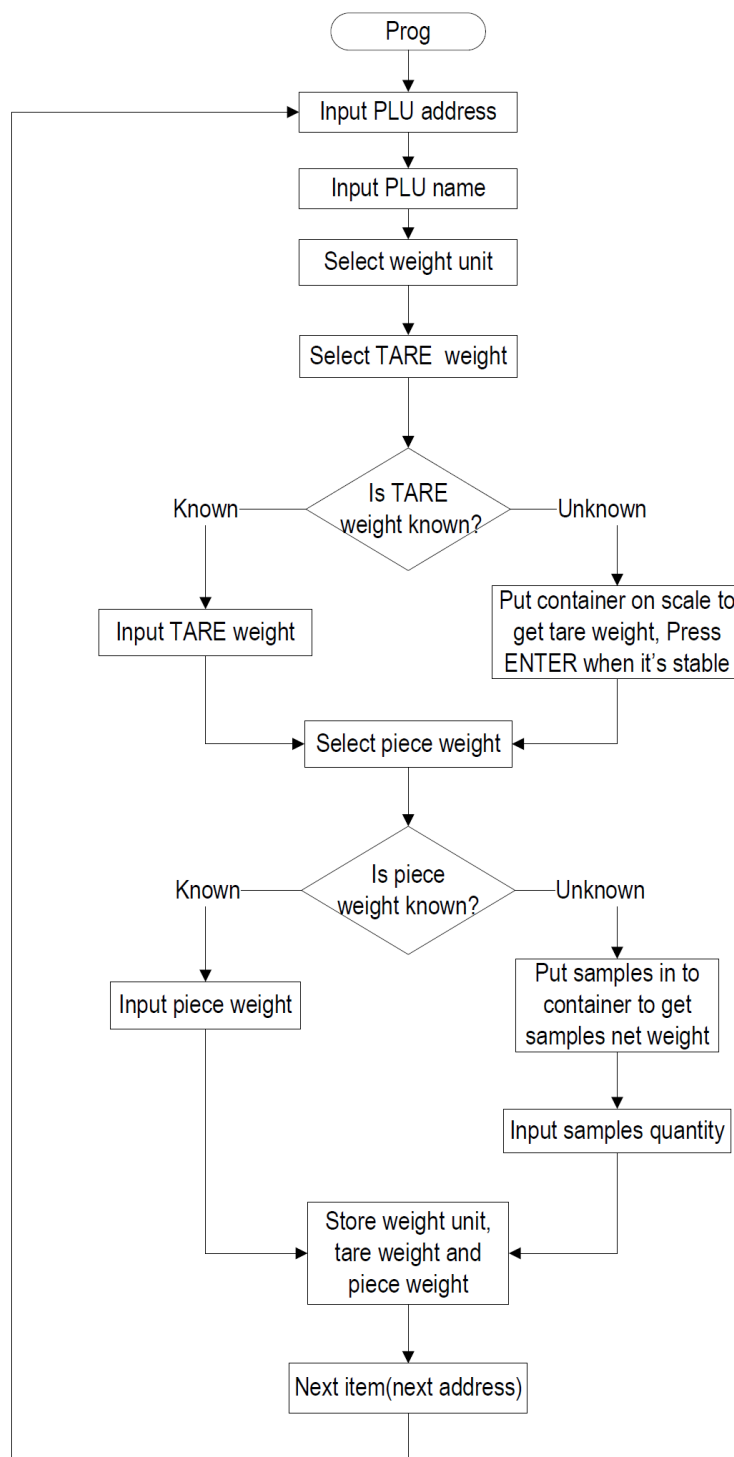 Prog
Input PLU address
Input PLU name
Select weight unit
Select TARE  weight
Is TARE
weight known?
Known
Unknown
Input TARE weight
Put container on scale to
get tare weight, Press
ENTER when it's stable
Select piece weight
Is piece
weight known?
Known
Unknown
Input piece weight
Put samples in to
container to get
samples net weight
Input samples quantity
Store weight unit,
tare weight and
piece weight
Next item(next address)